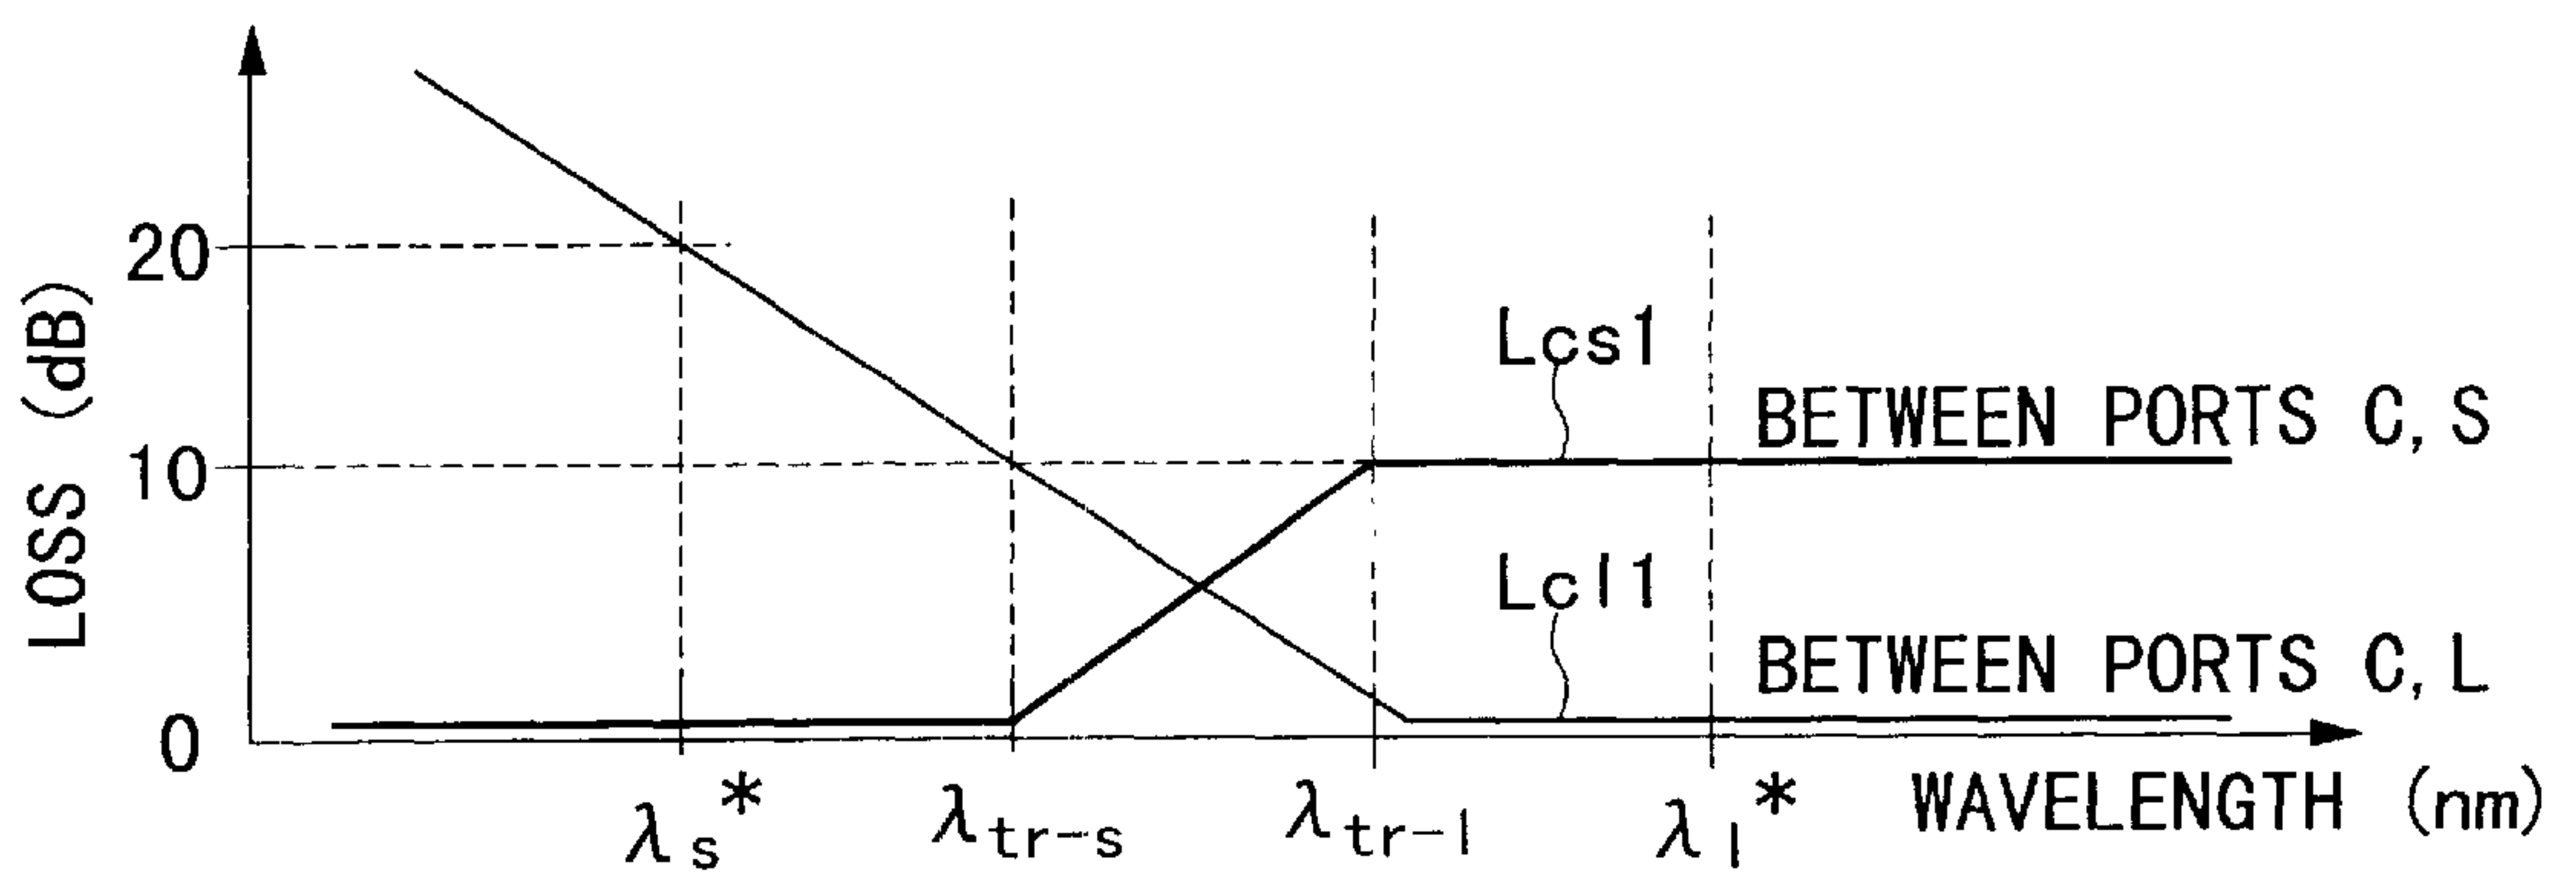 LOSS (dB)
20
10
0
Lcs1
BETWEEN PORTS C, S
Lcl1
BETWEEN PORTS C, L
λs* λtr-s λtr-l λl* WAVELENGTH (nm)